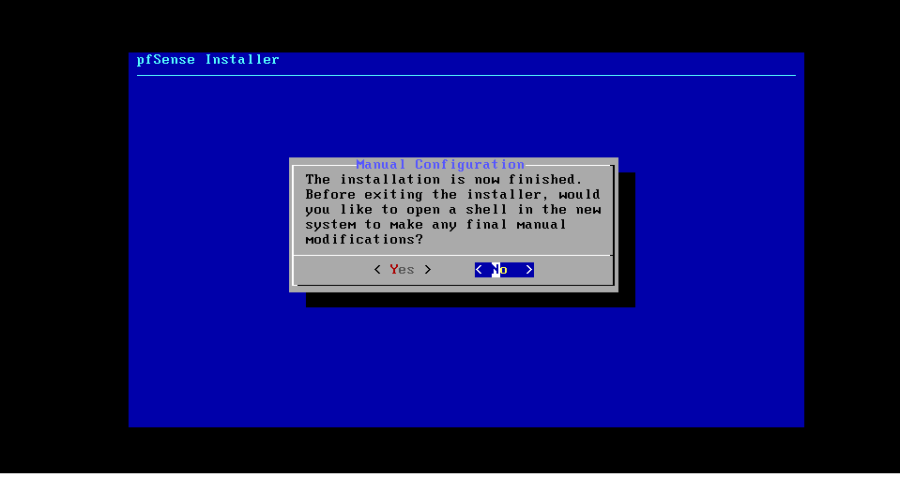 pfSense Installer
Manual Configuration
The installation is now finished.
Before exiting the installer, would
you like to open a shell in the new
system to make any final manual
modifications?
< Yes > < No >